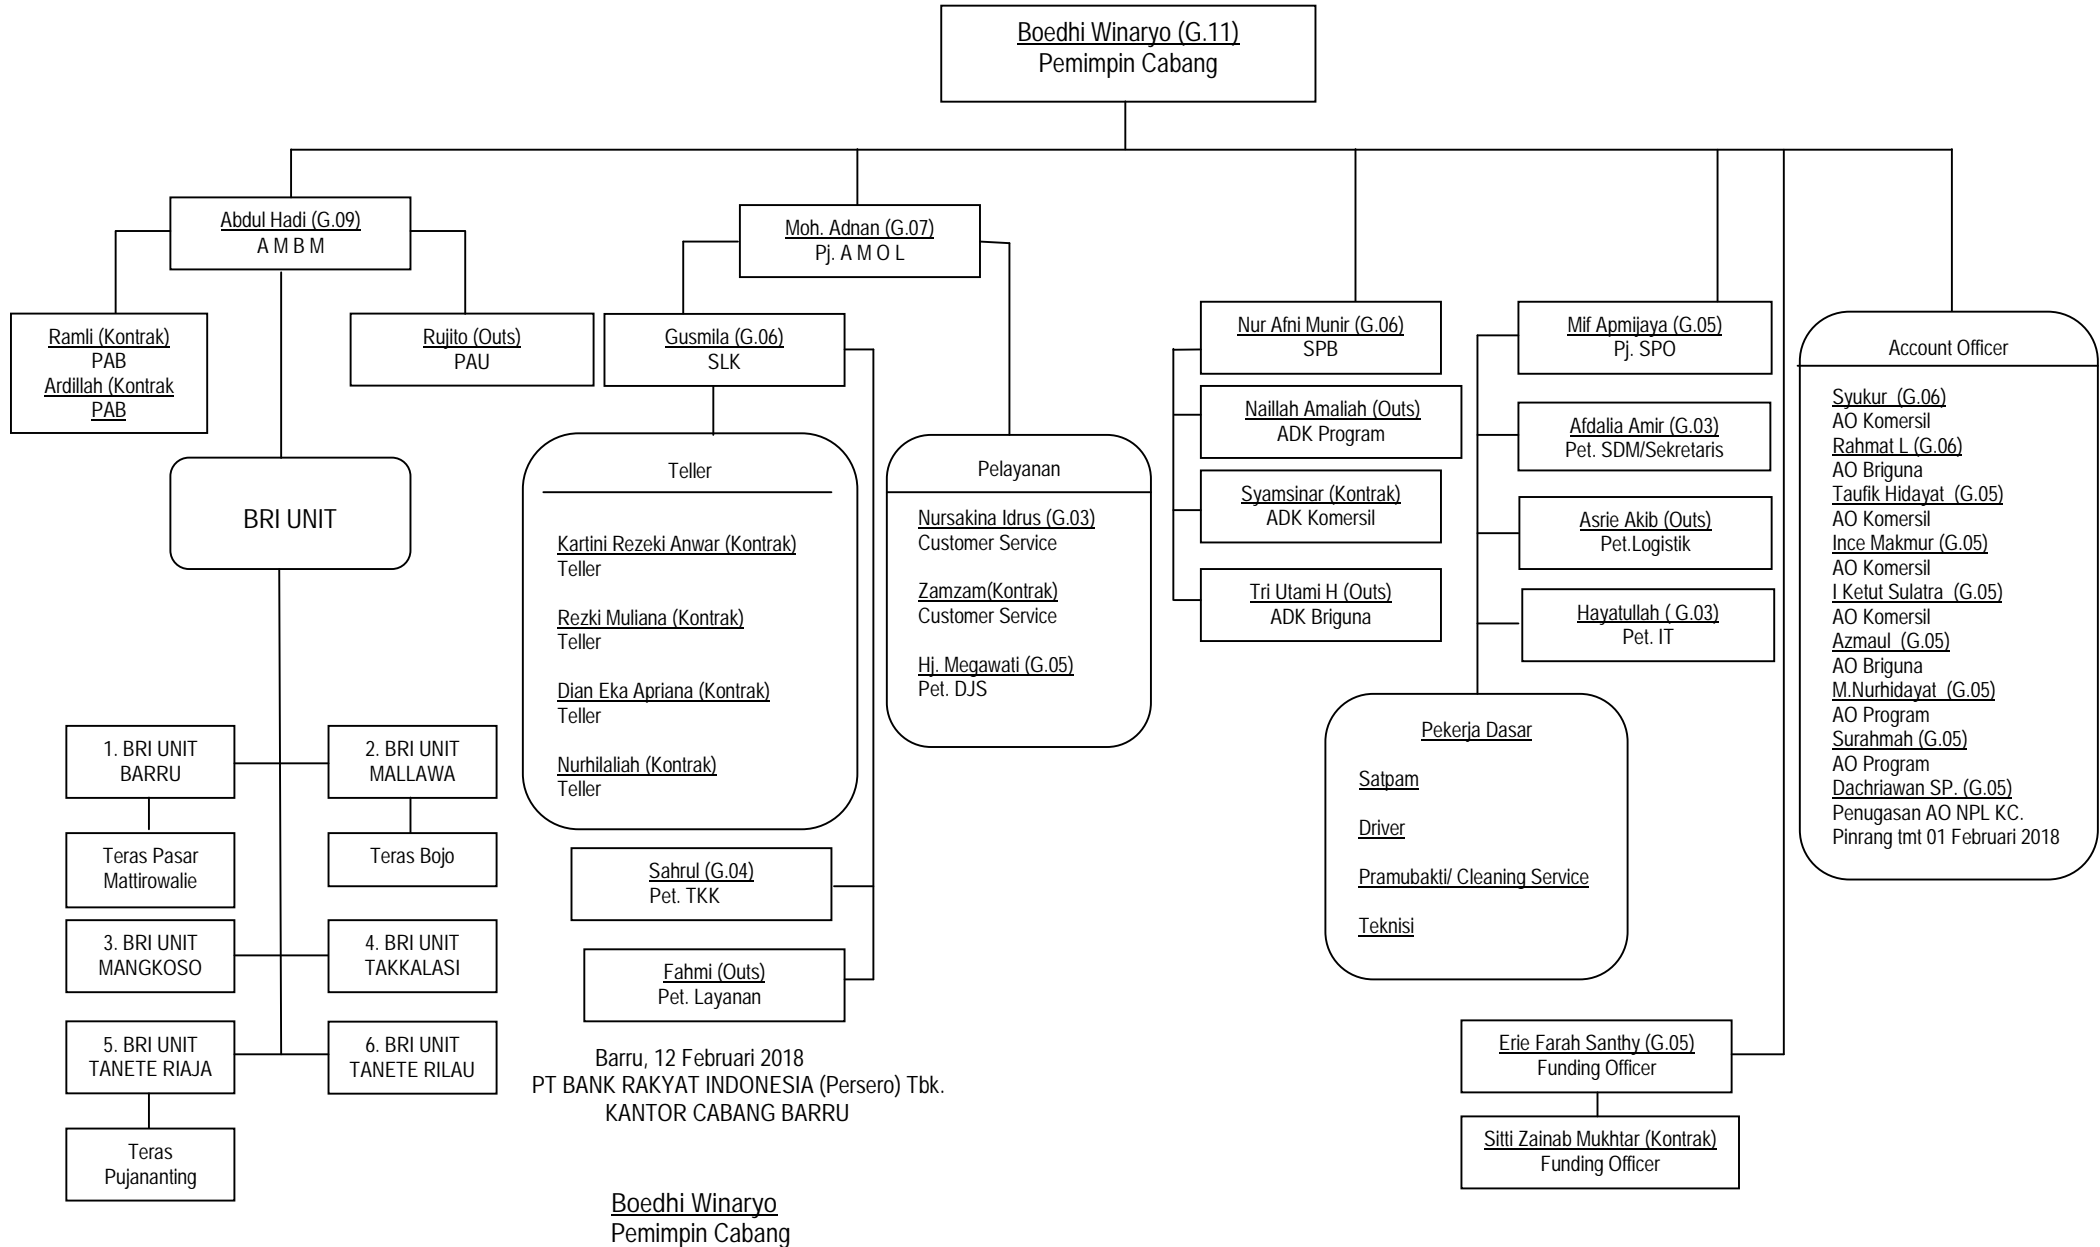 Boedhi Winaryo (G.11)
Pemimpin Cabang
Abdul Hadi (G.09)
A M B M
Ramli (Kontrak)
PAB
Ardillah (Kontrak
PAB
Rujito (Outs)
PAU
BRI UNIT
1. BRI UNIT
BARRU
2. BRI UNIT
MALLAWA
Teras Pasar
Mattirowalie
Teras Bojo
3. BRI UNIT
MANGKOSO
4. BRI UNIT
TAKKALASI
5. BRI UNIT
TANETE RIAJA
6. BRI UNIT
TANETE RILAU
Teras
Pujananting
Moh. Adnan (G.07)
Pj. A M O L
Gusmila (G.06)
SLK
Teller
Kartini Rezeki Anwar (Kontrak)
Teller
Rezki Muliana (Kontrak)
Teller
Dian Eka Apriana (Kontrak)
Teller
Nurhilaliah (Kontrak)
Teller
Sahrul (G.04)
Pet. TKK
Fahmi (Outs)
Pet. Layanan
Pelayanan
Nursakina Idrus (G.03)
Customer Service
Zamzam(Kontrak)
Customer Service
Hj. Megawati (G.05)
Pet. DJS
Nur Afni Munir (G.06)
SPB
Naillah Amaliah (Outs)
ADK Program
Syamsinar (Kontrak)
ADK Komersil
Tri Utami H (Outs)
ADK Briguna
Mif Apmijaya (G.05)
Pj. SPO
Afdalia Amir (G.03)
Pet. SDM/Sekretaris
Asrie Akib (Outs)
Pet.Logistik
Hayatullah ( G.03)
Pet. IT
Pekerja Dasar
Satpam
Driver
Pramubakti/ Cleaning Service
Teknisi
Erie Farah Santhy (G.05)
Funding Officer
Sitti Zainab Mukhtar (Kontrak)
Funding Officer
Account Officer
Syukur (G.06)
AO Komersil
Rahmat L (G.06)
AO Briguna
Taufik Hidayat (G.05)
AO Komersil
Ince Makmur (G.05)
AO Komersil
I Ketut Sulatra (G.05)
AO Komersil
Azmaul (G.05)
AO Briguna
M.Nurhidayat (G.05)
AO Program
Surahmah (G.05)
AO Program
Dachriawan SP. (G.05)
Penugasan AO NPL KC.
Pinrang tmt 01 Februari 2018
Barru, 12 Februari 2018
PT BANK RAKYAT INDONESIA (Persero) Tbk.
KANTOR CABANG BARRU
Boedhi Winaryo
Pemimpin Cabang